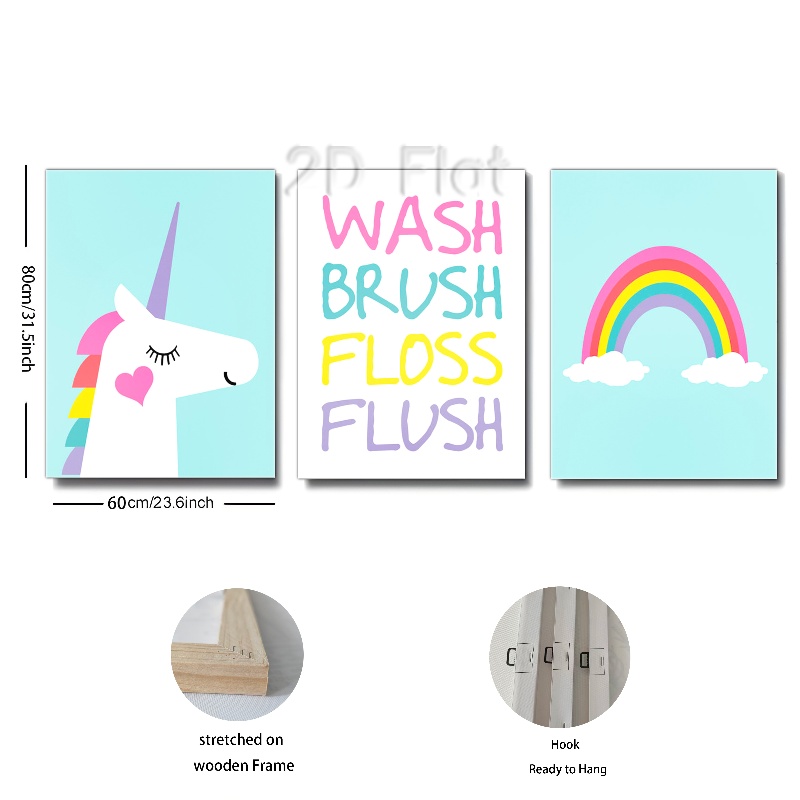 2D Flat
80cm/31.5inch
WASH
BRUSH
FLOSS
FLUSH
60cm/23.6inch
stretched on
wooden Frame
Hook
Ready to Hang